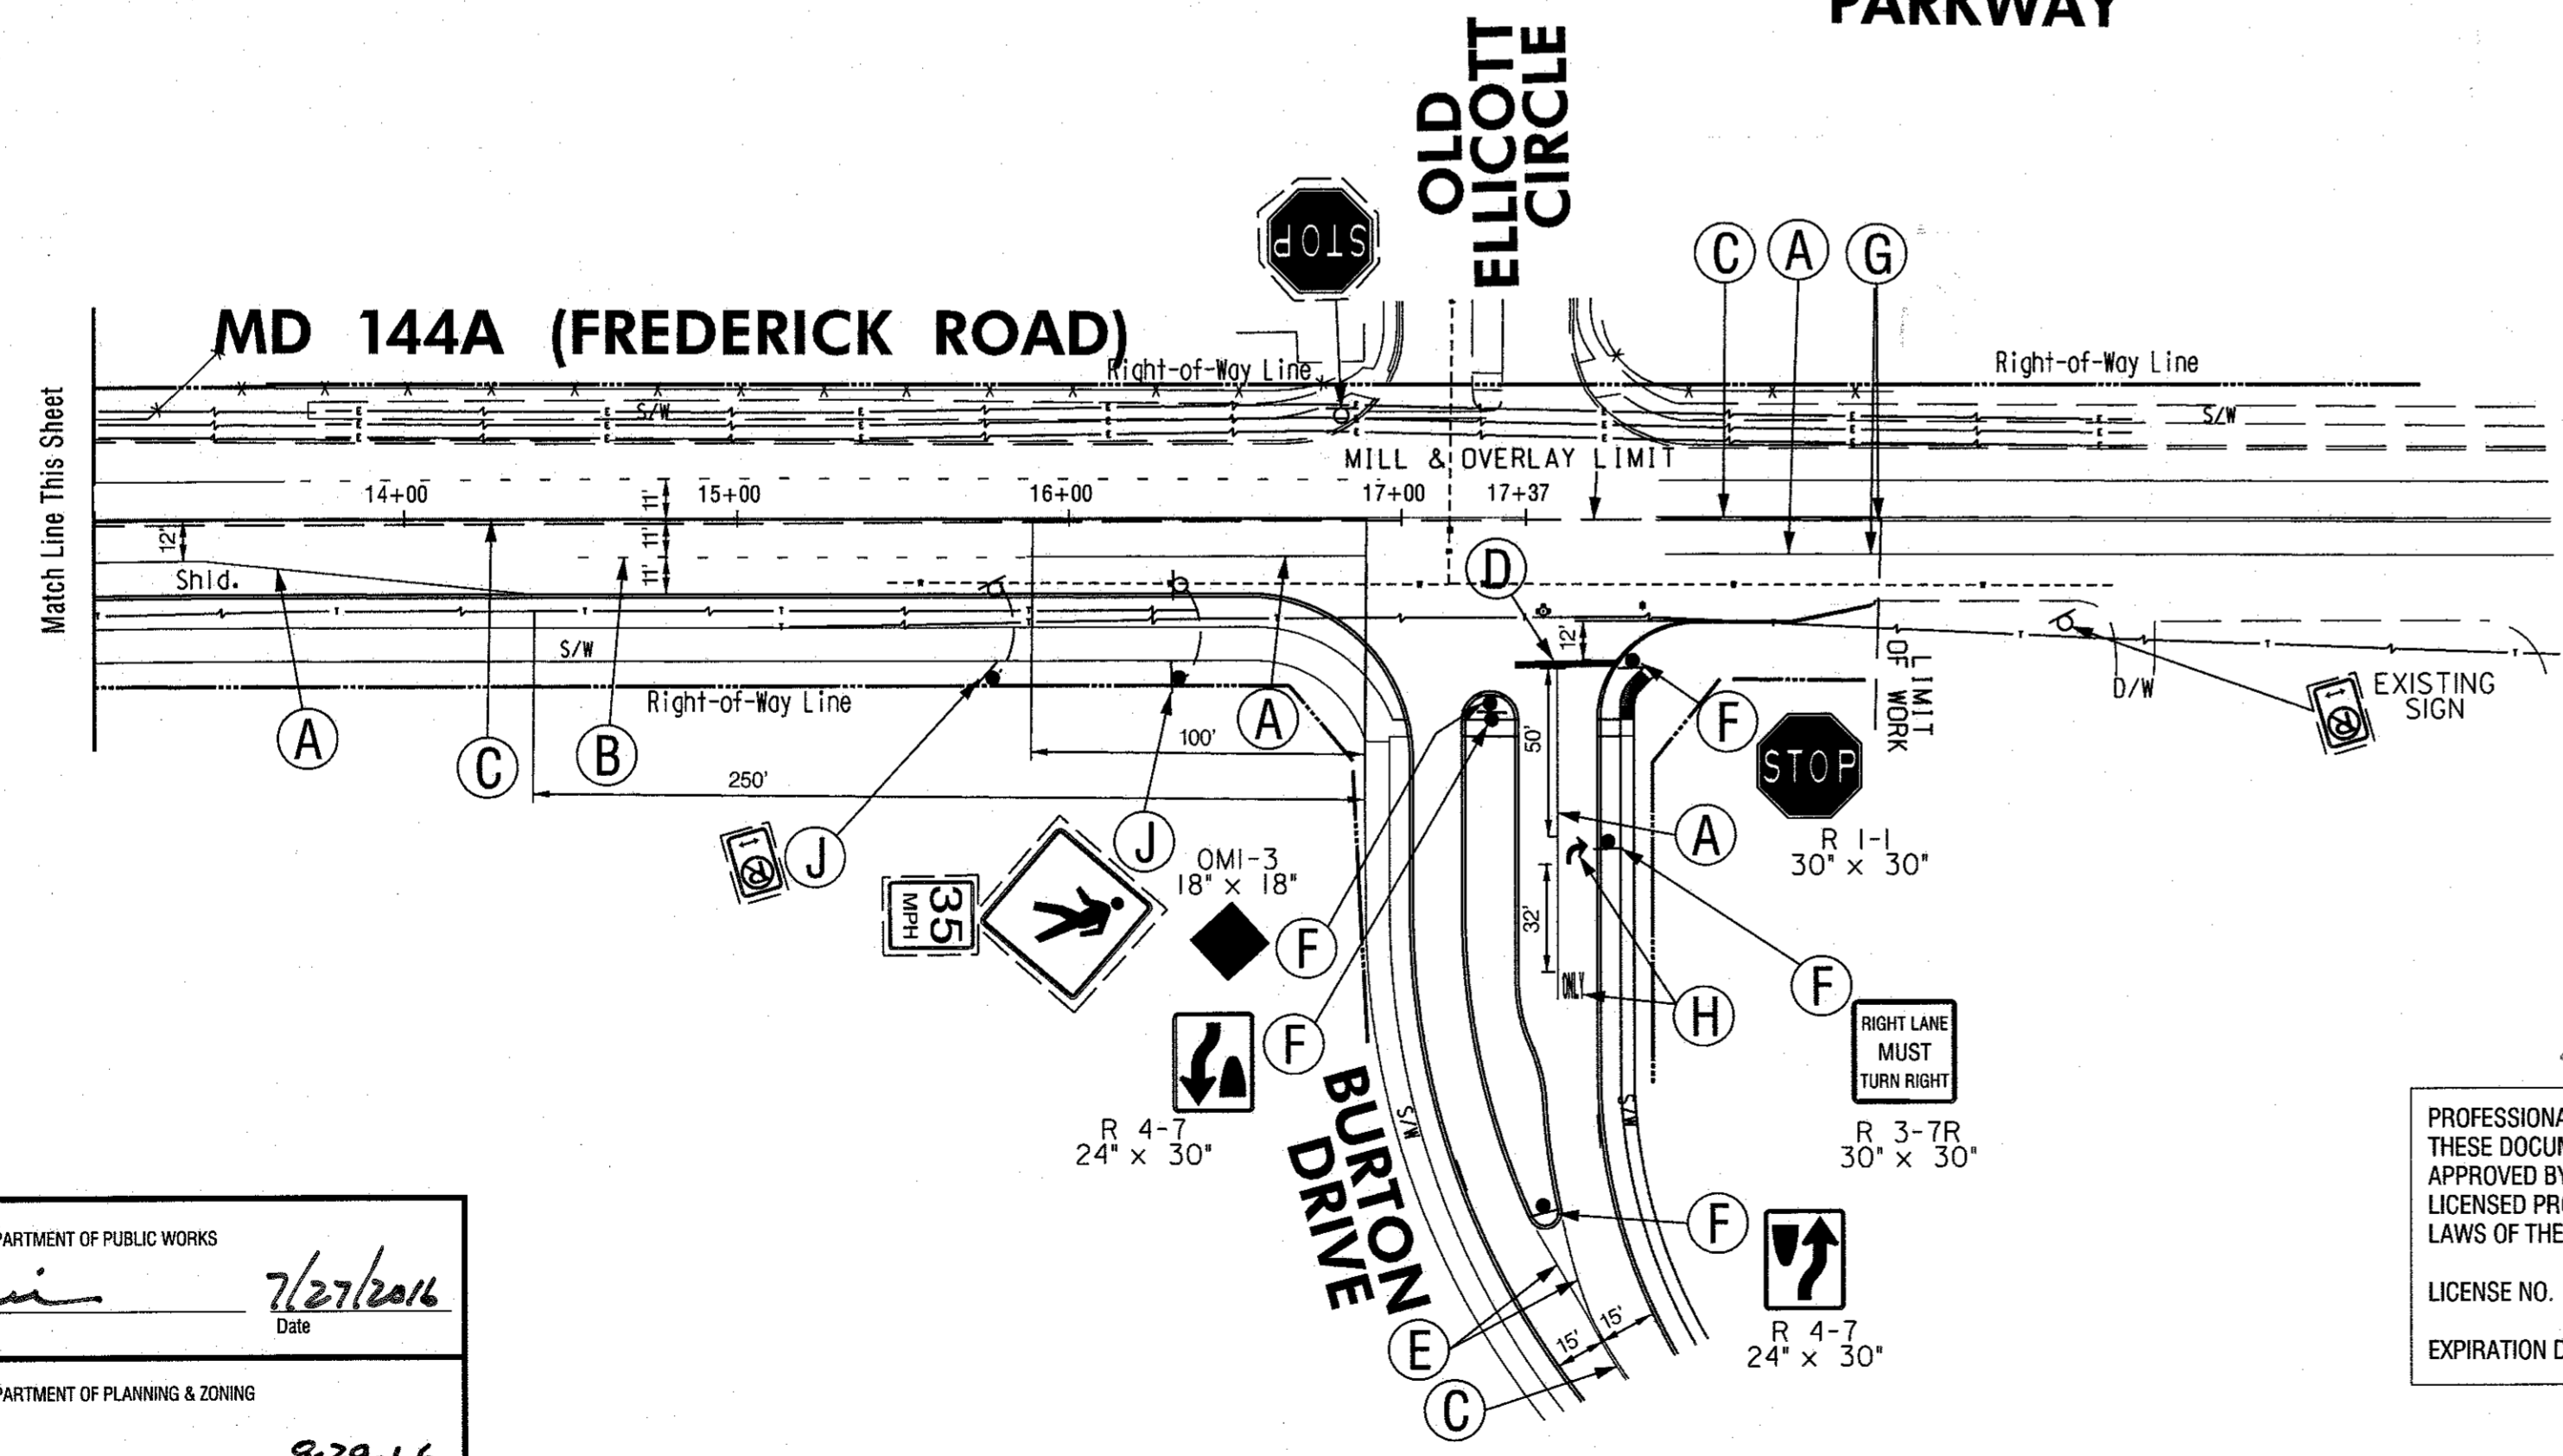 PARKWAY
OLD
ELLICOTT
CIRCLE
STOP
C
A
G
MD 144A (FREDERICK ROAD)
Right-of-Way Line
Right-of-Way Line
S/W
S/W
MILL & OVERLAY LIMIT
Match Line This Sheet
14+00
15+00
16+00
17+00
17+37
11'
11'
11'
12'
Shld.
D
12'
S/W
Right-of-Way Line
LIMIT
OF WORK
D/W
EXISTING
SIGN
R
A
C
B
A
F
100'
250'
50'
STOP
R 1-1
30" x 30"
J
J
R
35
MPH
OM1-3
18" x 18"
F
A
32'
ONLY
F
F
H
RIGHT LANE
MUST
TURN RIGHT
R 3-7R
30" x 30"
R 4-7
24" x 30"
S/W
S/W
BURTON
DRIVE
F
R 4-7
24" x 30"
15'
15'
E
C
PARTMENT OF PUBLIC WORKS
7/27/2016
Date
PARTMENT OF PLANNING & ZONING
PROFESSIONA
THESE DOCU
APPROVED BY
LICENSED PR
LAWS OF THE
LICENSE NO.
EXPIRATION D